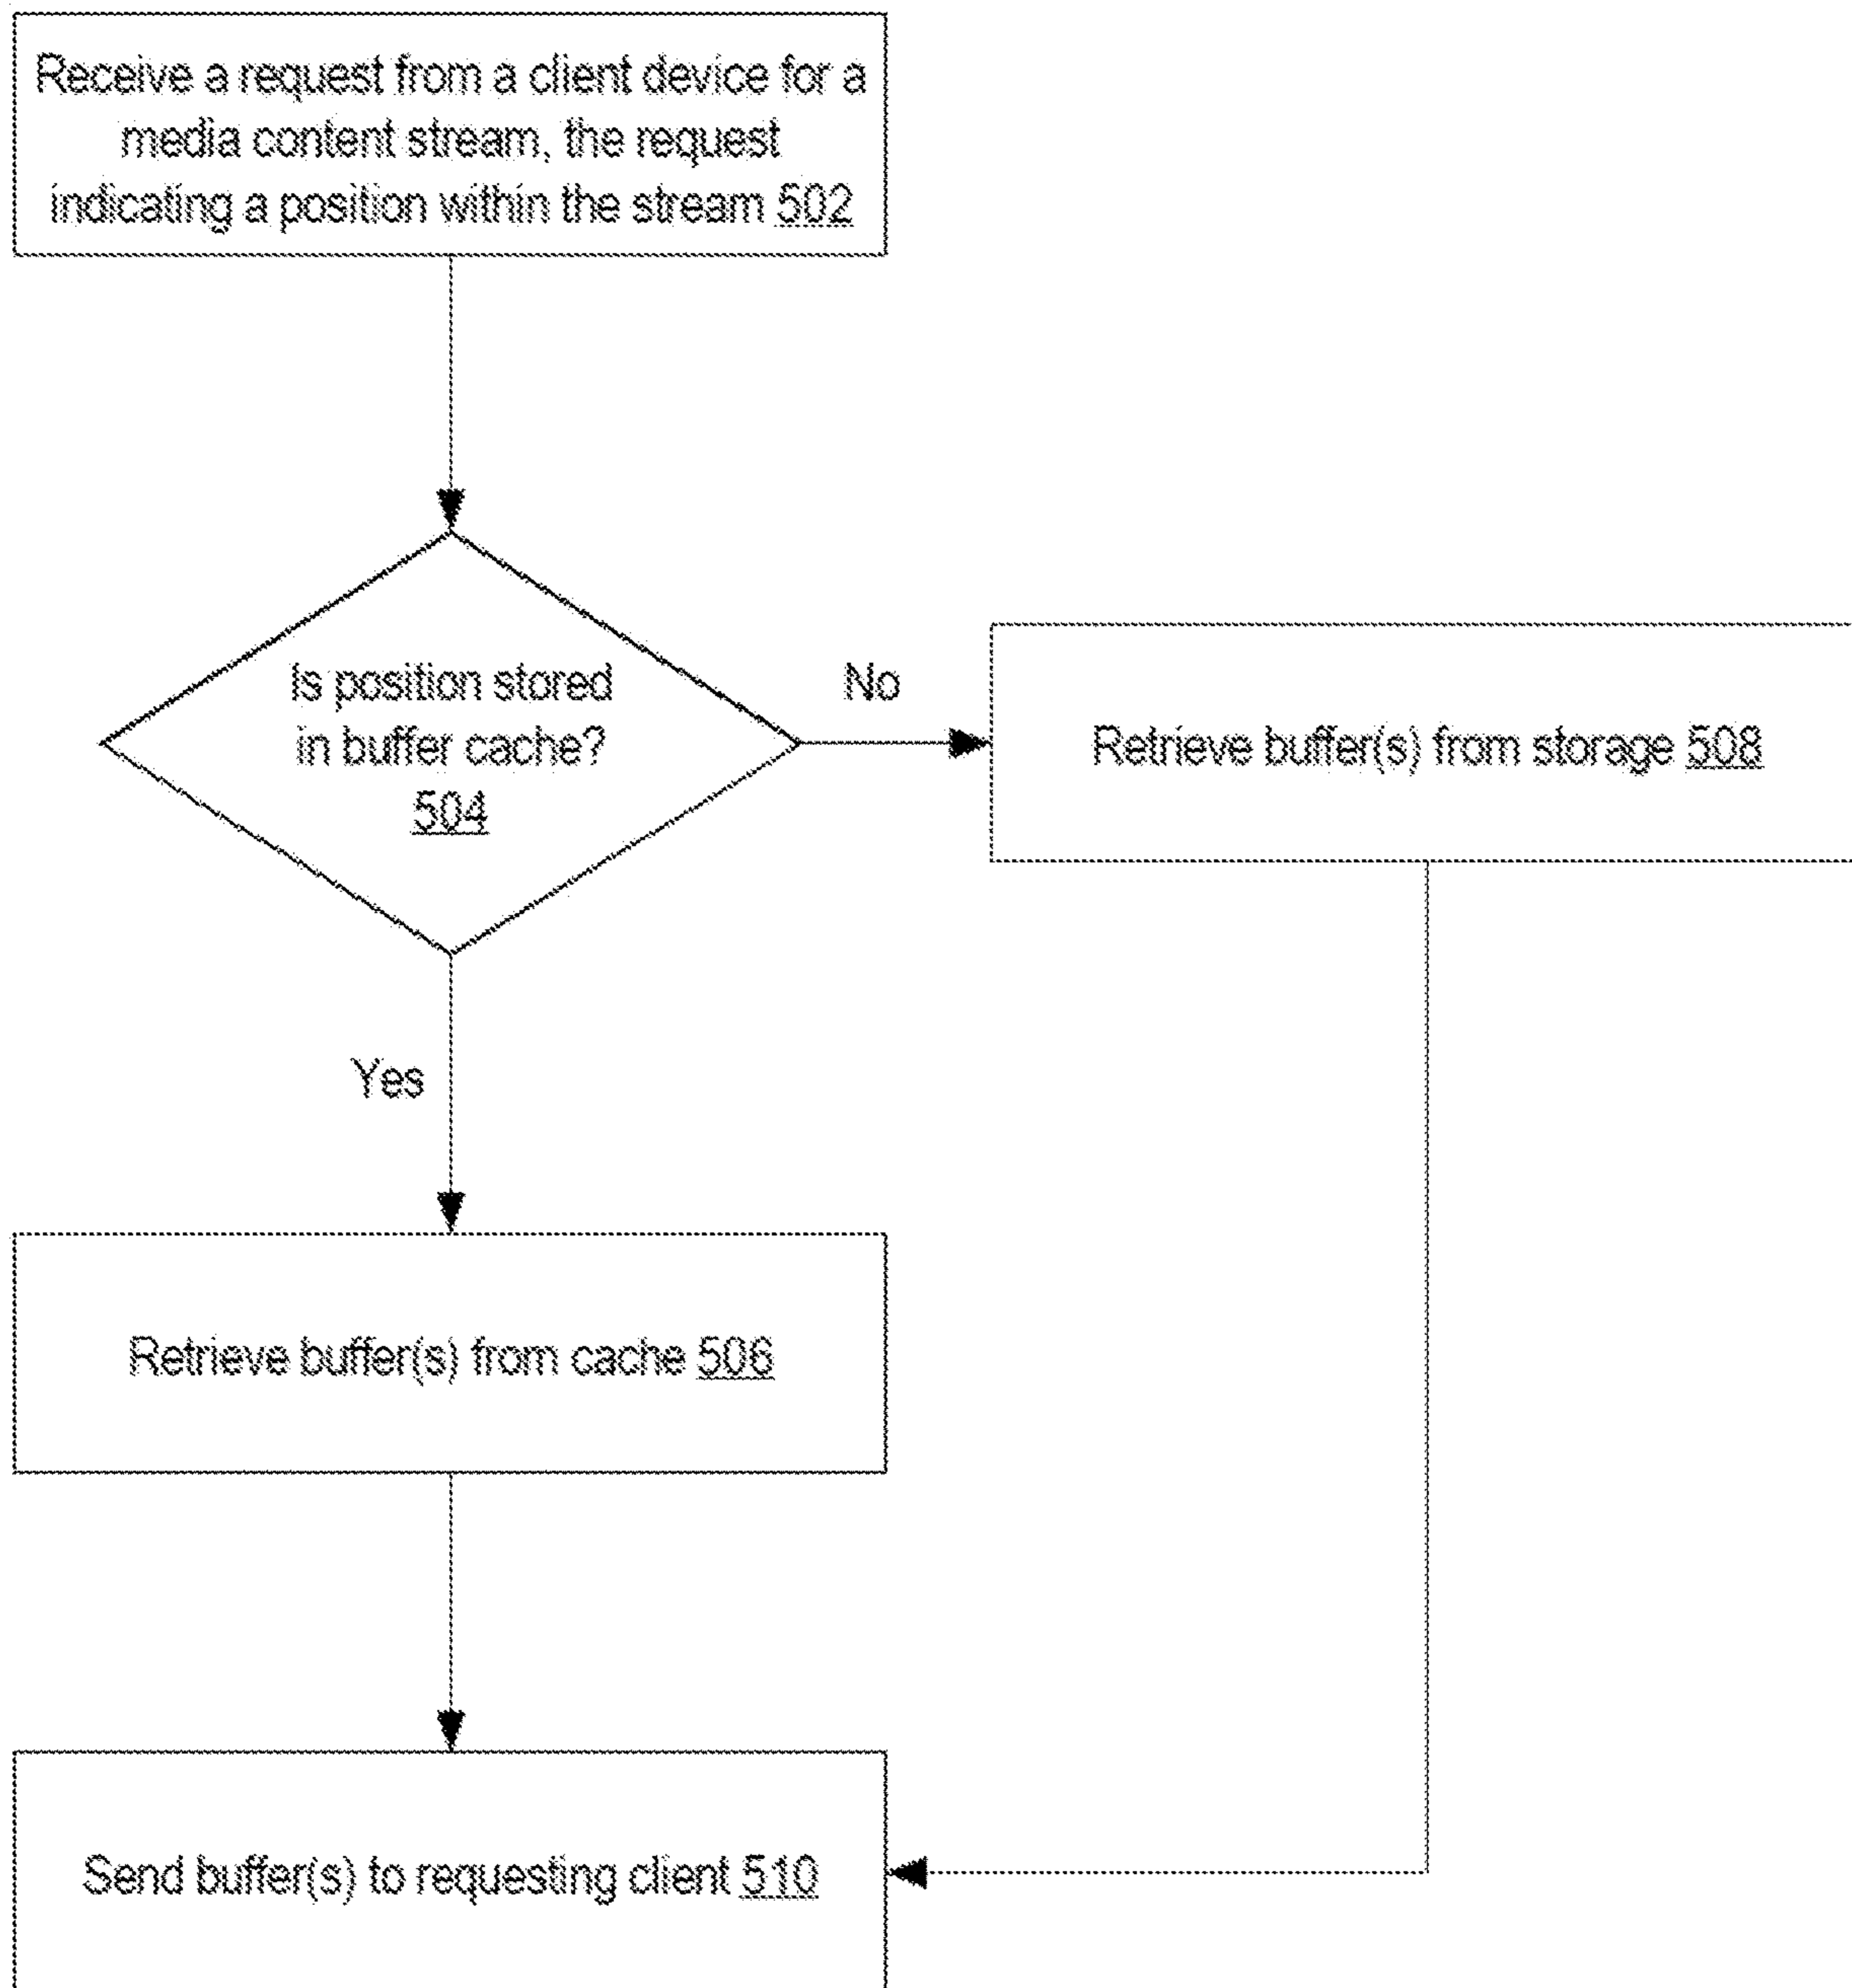 Receive a request from a client device for a
media content stream, the request
indicating a position within the stream 502
Is position stored
in buffer cache?
504
No
Retrieve buffer(s) from storage 508
Yes
Retrieve buffer(s) from cache 506
Send buffer(s) to requesting client 510